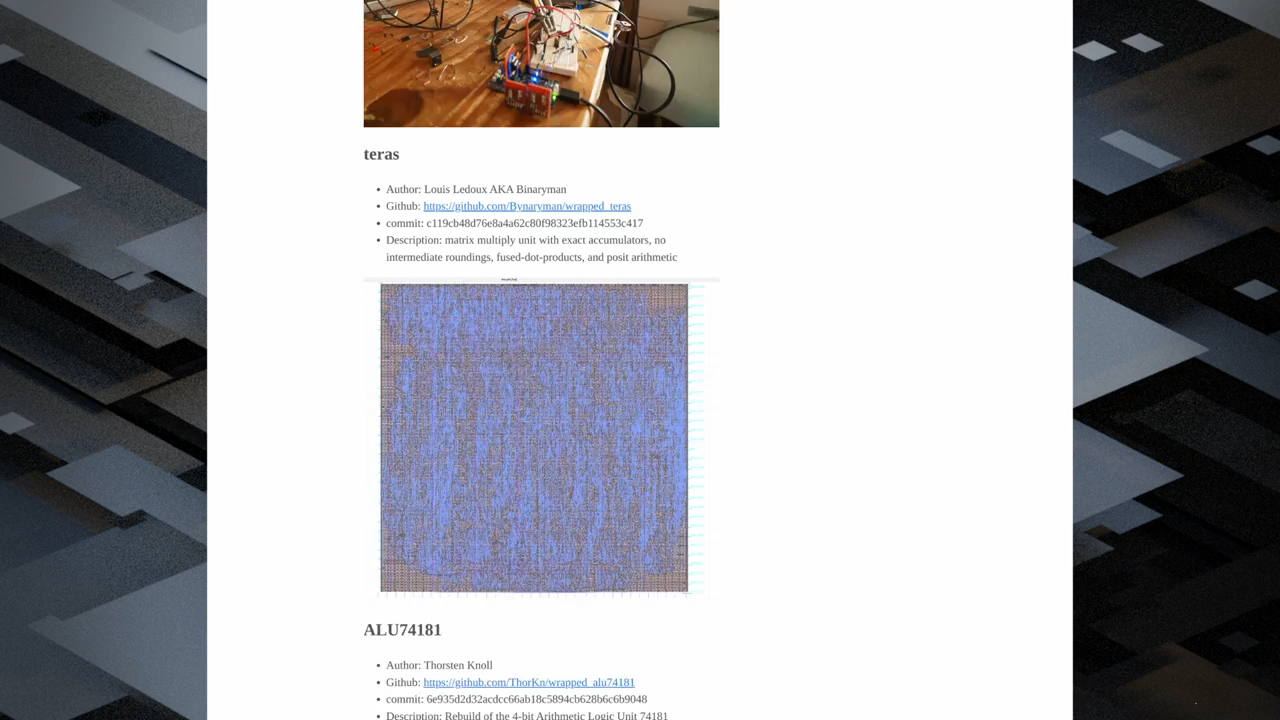 teras
• Author: Louis Ledoux AKA Binaryman
• Github: https://github.com/Bynaryman/wrapped_teras
• commit: c119cb48d76e8a4a62c80f98323efb114553c417
• Description: matrix multiply unit with exact accumulators, no
intermediate roundings, fused-dot-products, and posit arithmetic
ALU74181
• Author: Thorsten Knoll
• Github: https://github.com/ThorKn/wrapped_alu74181
• commit: 6e935d2d32acdcc66ab18c5894cb628b6c6b9048
• Description: Rebuild of the 4-bit Arithmetic Logic Unit 74181